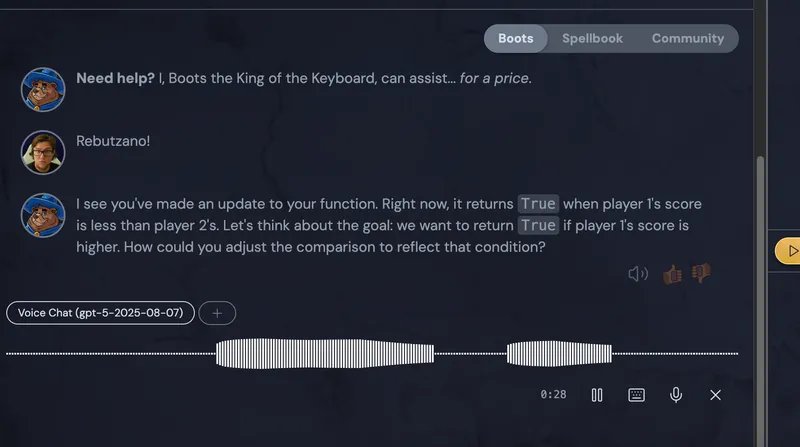 Boots Spellbook Community
Need help? I, Boots the King of the Keyboard, can assist... for a price.
Rebutzano!
I see you've made an update to your function. Right now, it returns True when player 1's score
is less than player 2's. Let's think about the goal: we want to return True if player 1's score is
higher. How could you adjust the comparison to reflect that condition?
Voice Chat (gpt-5-2025-08-07) +
0:28